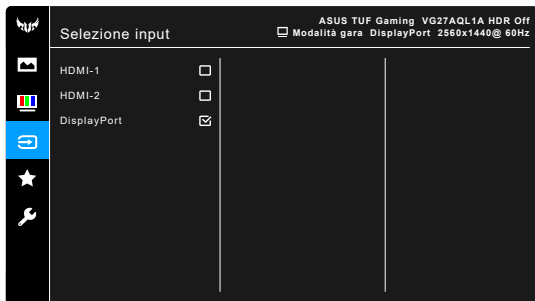 ASUS TUF Gaming VG27AQL1A HDR Off
Selezione input
Modalità gara DisplayPort 2560x1440@ 60Hz
HDMI-1
HDMI-2
DisplayPort